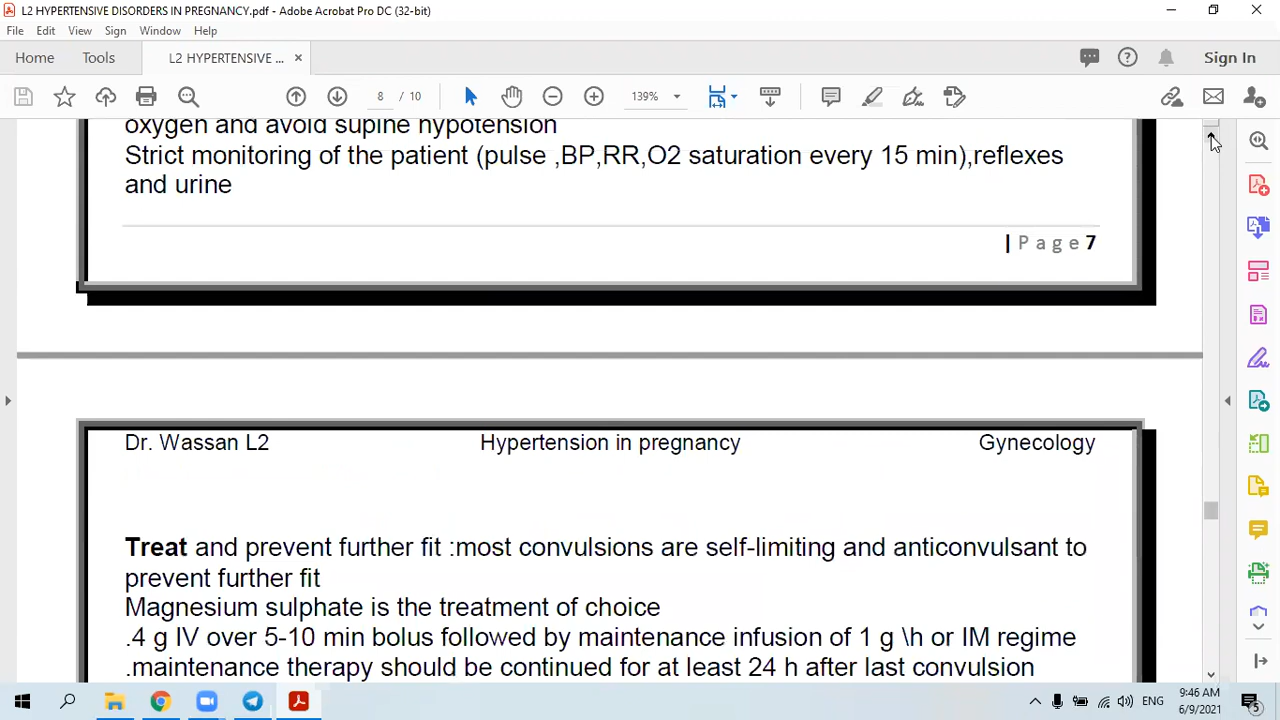 L2 HYPERTENSIVE DISORDERS IN PREGNANCY.pdf - Adobe Acrobat Pro DC (32-bit)
File Edit View Sign Window Help
Home Tools L2 HYPERTENSIVE ... × Sign In
8 / 10 139%
oxygen and avoid supine hypotension
Strict monitoring of the patient (pulse ,BP,RR,O2 saturation every 15 min),reflexes
and urine
| P a g e 7
Dr. Wassan L2 Hypertension in pregnancy Gynecology
Treat and prevent further fit :most convulsions are self-limiting and anticonvulsant to
prevent further fit
Magnesium sulphate is the treatment of choice
.4 g IV over 5-10 min bolus followed by maintenance infusion of 1 g \h or IM regime
.maintenance therapy should be continued for at least 24 h after last convulsion
ENG
9:46 AM
6/9/2021
5